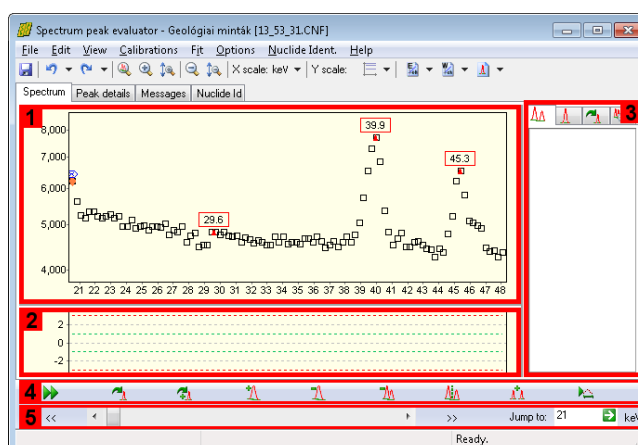 Spectrum peak evaluator - Geológiai minták [13_53_31.CNF]
File Edit View Calibrations Fit Options Nuclide Ident. Help
X scale: keV Y scale:
Spectrum Peak details Messages Nuclide Id
1
3
39.9
8,000
7,000
45.3
6,000
29.6
5,000
4,000
21 22 23 24 25 26 27 28 29 30 31 32 33 34 35 36 37 38 39 40 41 42 43 44 45 46 47 48
2
2
0
-2
4
5 << >> Jump to: 21 keV
Ready.